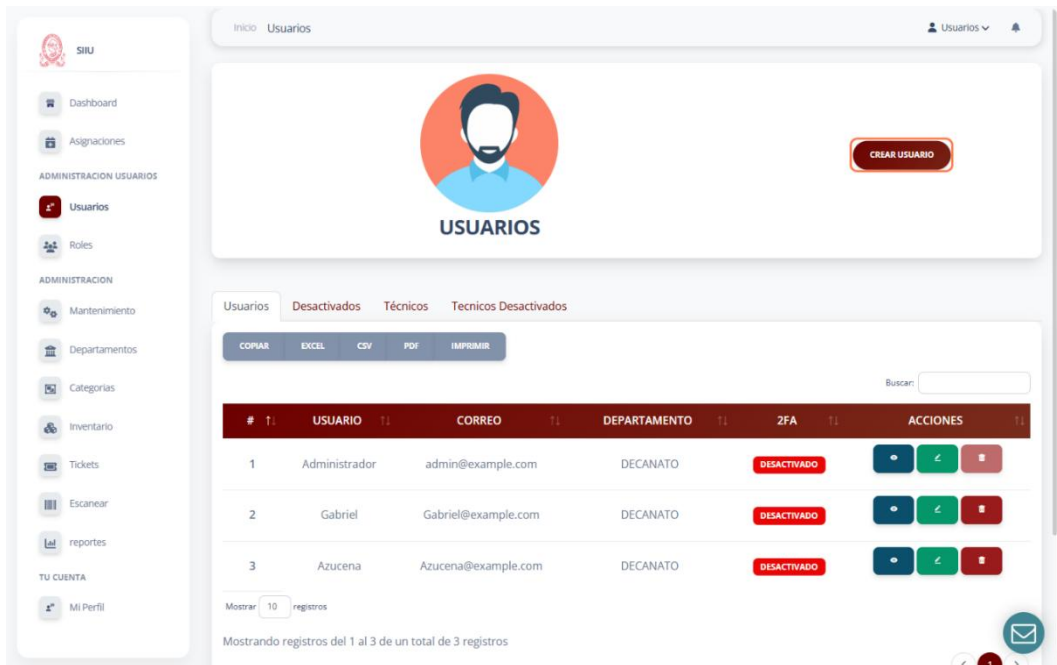 SIIU
Dashboard
Asignaciones
ADMINISTRACION USUARIOS
Usuarios
Roles
ADMINISTRACION
Mantenimiento
Departamentos
Categorias
Inventario
Tickets
Escanear
reportes
TU CUENTA
Mi Perfil
Inicio Usuarios
Usuarios
CREAR USUARIO
USUARIOS
Usuarios Desactivados Técnicos Tecnicos Desactivados
COPIAR EXCEL CSV PDF IMPRIMIR
Buscar:
# USUARIO CORREO DEPARTAMENTO 2FA ACCIONES
1 Administrador admin@example.com DECANATO DESACTIVADO
2 Gabriel Gabriel@example.com DECANATO DESACTIVADO
3 Azucena Azucena@example.com DECANATO DESACTIVADO
Mostrar 10 registros
Mostrando registros del 1 al 3 de un total de 3 registros
1